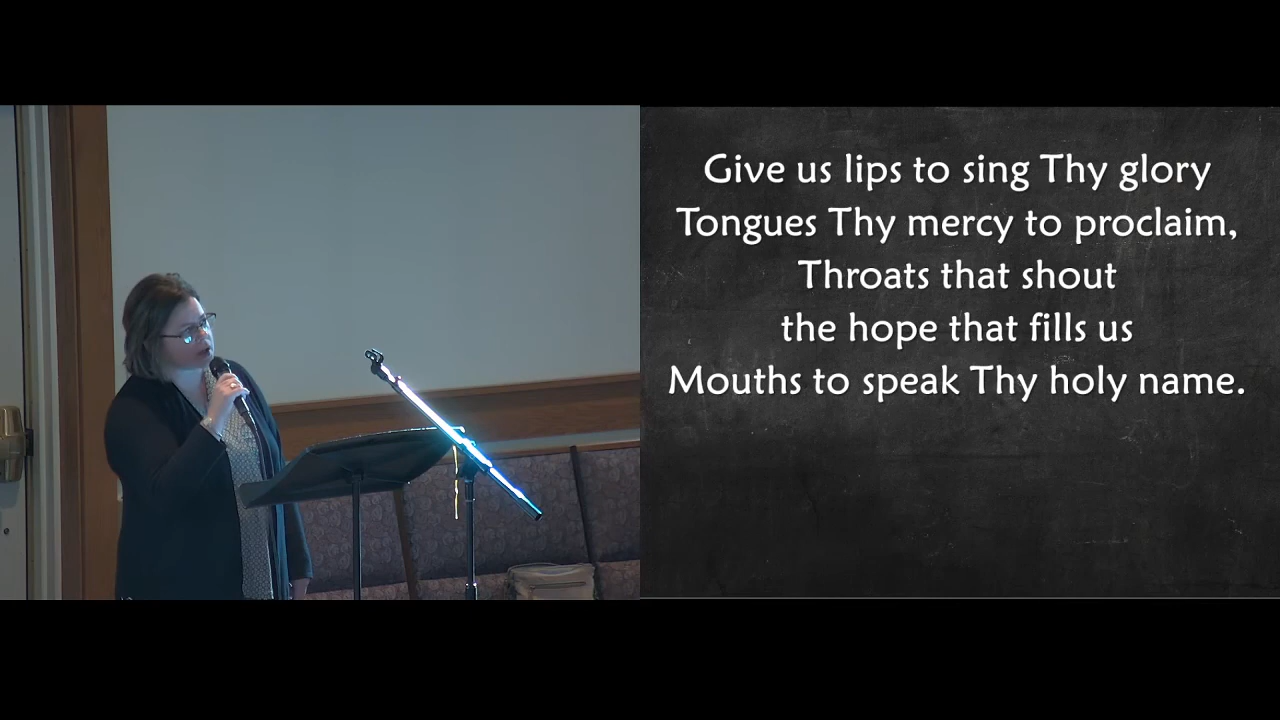 Give us lips to sing Thy glory
Tongues Thy mercy to proclaim,
Throats that shout
the hope that fills us
Mouths to speak Thy holy name.